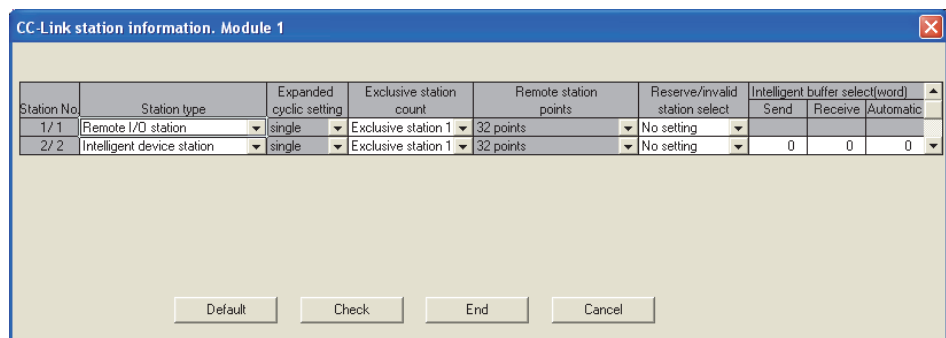 CC-Link station information. Module 1
Expanded Exclusive station Remote station Reserve/invalid Intelligent buffer select(word)
Station No. Station type cyclic setting count points station select Send Receive Automatic
1/ 1 Remote I/O station single Exclusive station 1 32 points No setting
2/ 2 Intelligent device station single Exclusive station 1 32 points No setting 0 0 0
Default Check End Cancel